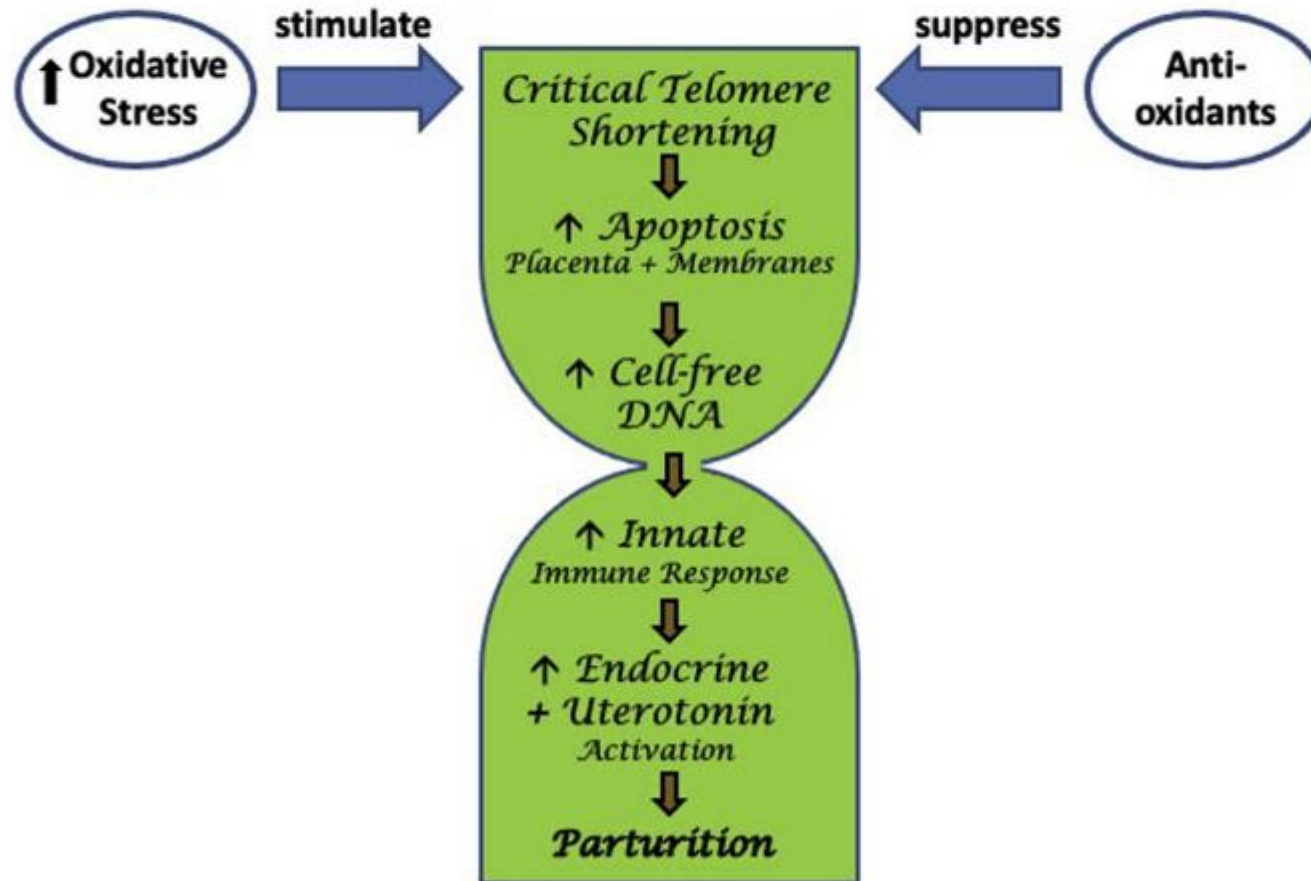 stimulate
suppress
↑ Oxidative
Stress
Anti-
oxidants
Critical Telomere
Shortening
↑ Apoptosis
Placenta + Membranes
↑ Cell-free
DNA
↑ Innate
Immune Response
↑ Endocrine
+ Uterotonin
Activation
Parturition